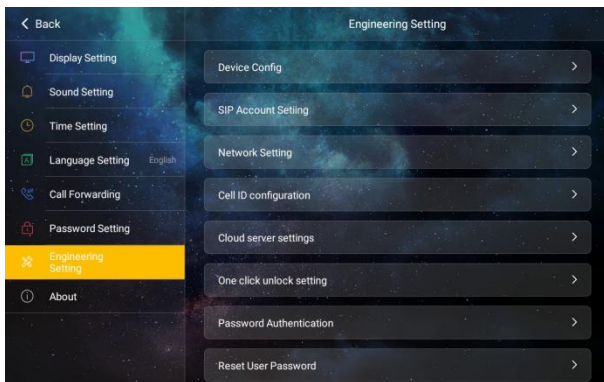 Back
Engineering Setting
Display Setting
Sound Setting
Time Setting
Language Setting English
Call Forwarding
Password Setting
Engineering
Setting
About
Device Config
SIP Account Setiing
Network Setting
Cell ID configuration
Cloud server settings
One click unlock setting
Password Authentication
Reset User Password